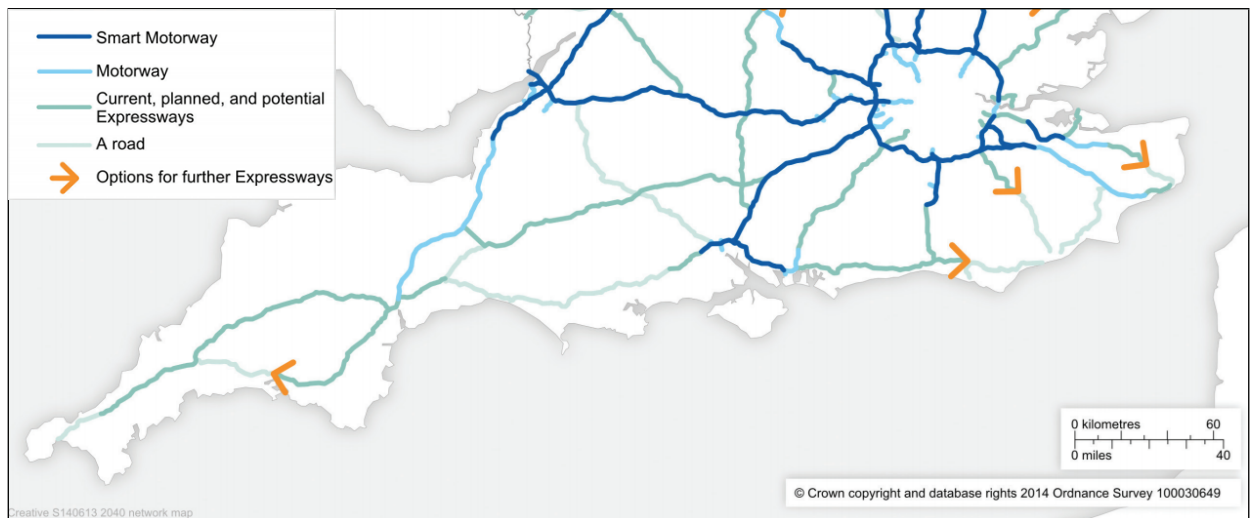 Smart Motorway
Motorway
Current, planned, and potential
Expressways
A road
Options for further Expressways
0 kilometres 60
0 miles 40
© Crown copyright and database rights 2014 Ordnance Survey 100030649
Creative S140613 2040 network map